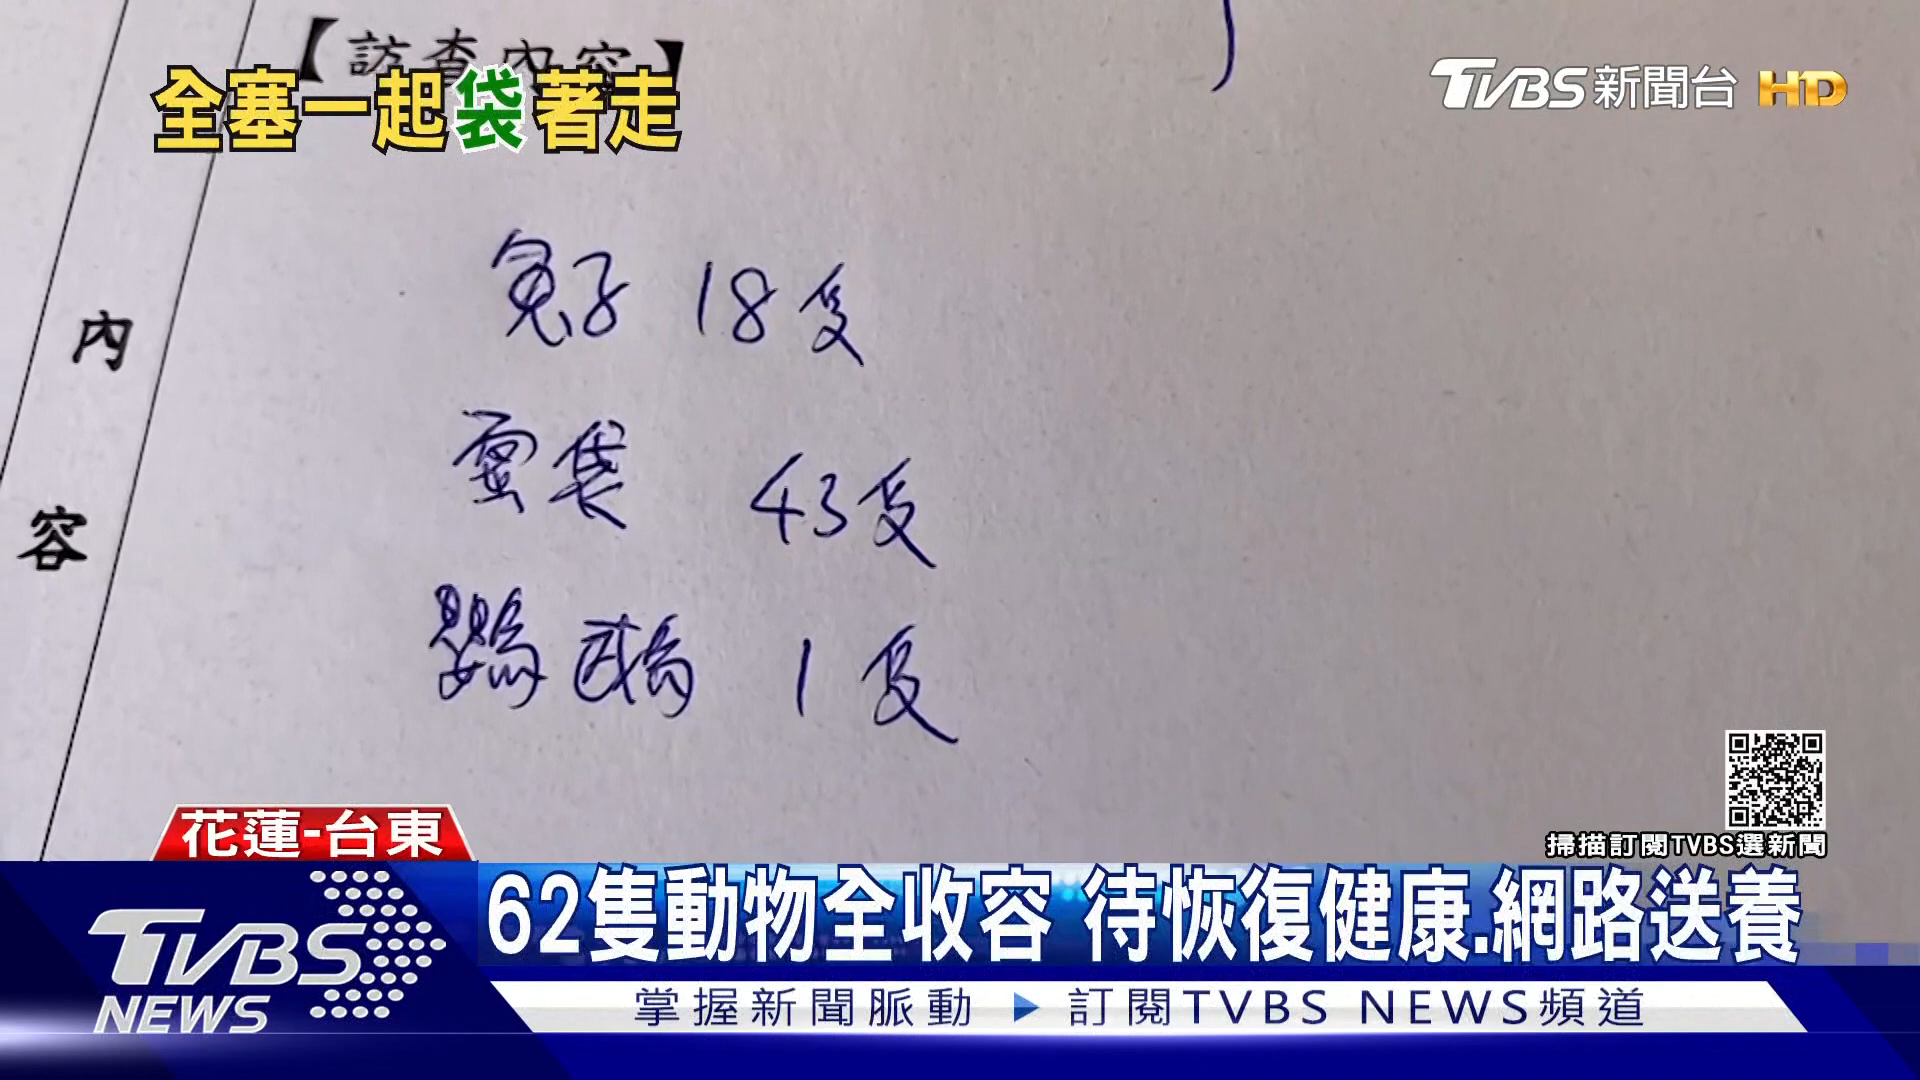 【訪查內容】
全塞一起袋著走
TVBS新聞台 HD
兔子 18隻
蜜袋 43隻
鸚鵡 1隻
內
容
花蓮-台東
掃描訂閱TVBS選新聞
62隻動物全收容 待恢復健康.網路送養
TVBS
NEWS
掌握新聞脈動 ▶ 訂閱TVBS NEWS頻道